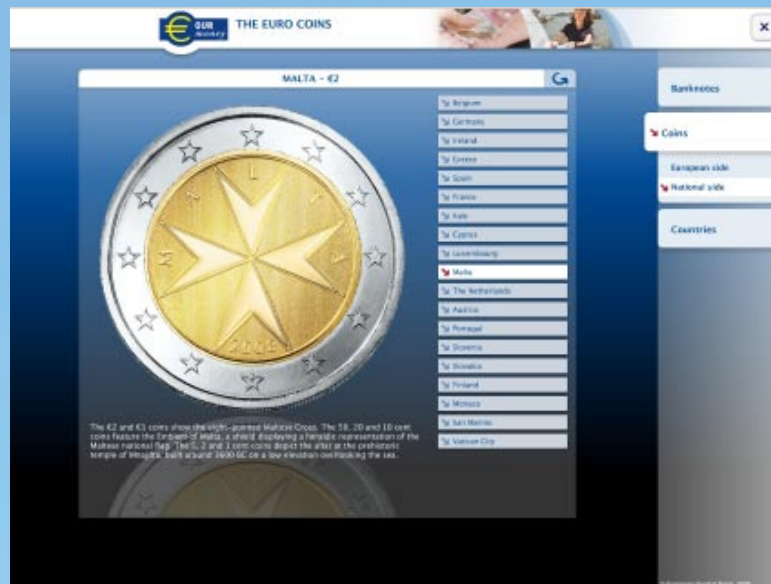 € OUR money
THE EURO COINS
MALTA - €2
Belgium
Germany
Ireland
Greece
Spain
France
Italy
Cyprus
Luxembourg
Malta
The Netherlands
Austria
Portugal
Slovenia
Slovakia
Finland
Monaco
San Marino
Vatican City
Banknotes
Coins
European side
National side
Countries
MALTA
2008
The €2 and €1 coins show the eight-pointed Maltese Cross. The 50, 20 and 10 cent
coins feature the Emblem of Malta, a shield displaying a heraldic representation of the
Maltese national flag. The 5, 2 and 1 cent coins depict the altar at the prehistoric
temple of Mnajdra, built around 3600 BC on a low elevation overlooking the sea.